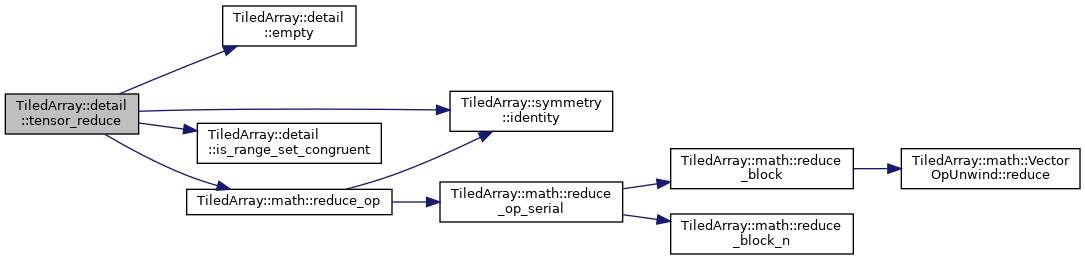 TiledArray::detail
::tensor_reduce
TiledArray::detail
::empty
TiledArray::symmetry
::identity
TiledArray::detail
::is_range_set_congruent
TiledArray::math::reduce_op
TiledArray::math::reduce
_op_serial
TiledArray::math::reduce
_block
TiledArray::math::Vector
OpUnwind::reduce
TiledArray::math::reduce
_block_n